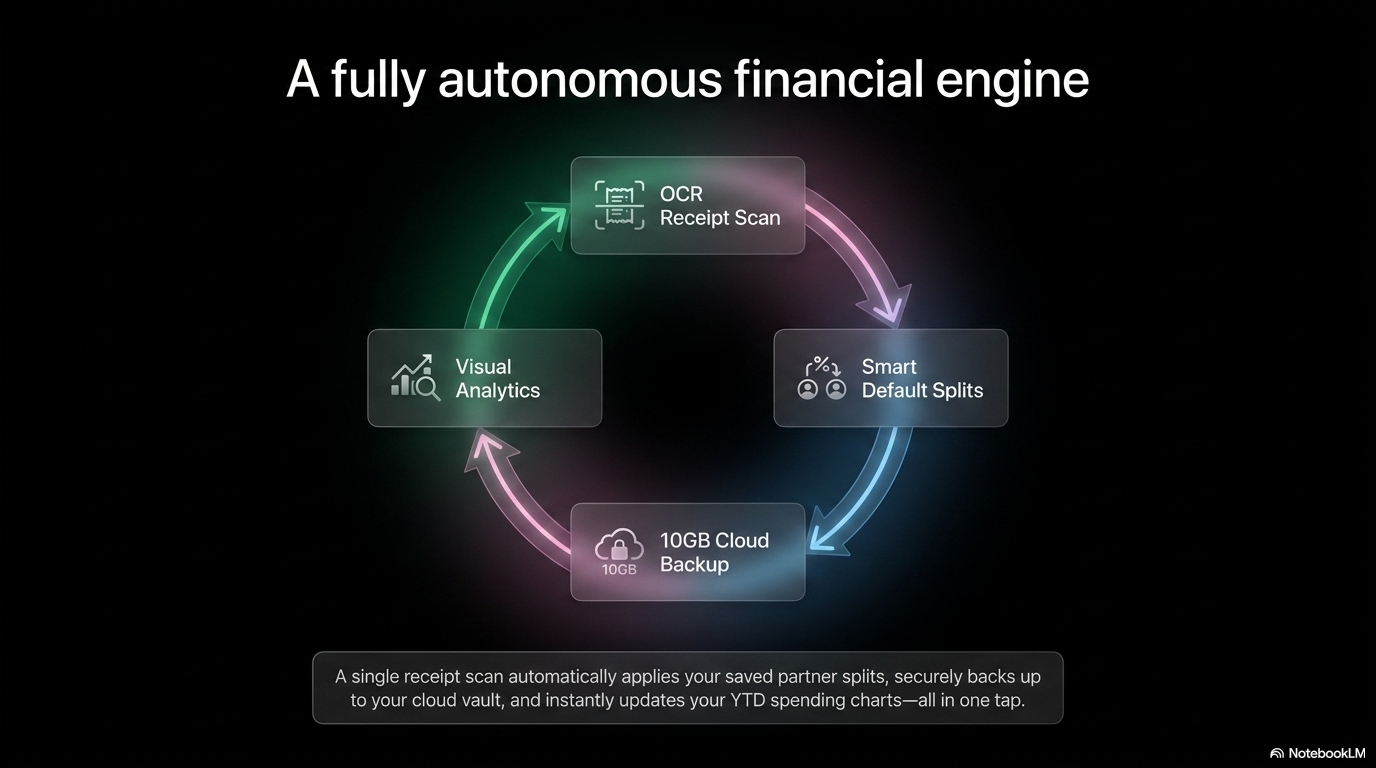 A fully autonomous financial engine
OCR
Receipt Scan
Visual
Analytics
%
Smart
Default Splits
10GB
10GB Cloud
Backup
A single receipt scan automatically applies your saved partner splits, securely backs up
to your cloud vault, and instantly updates your YTD spending charts—all in one tap.
NotebookLM